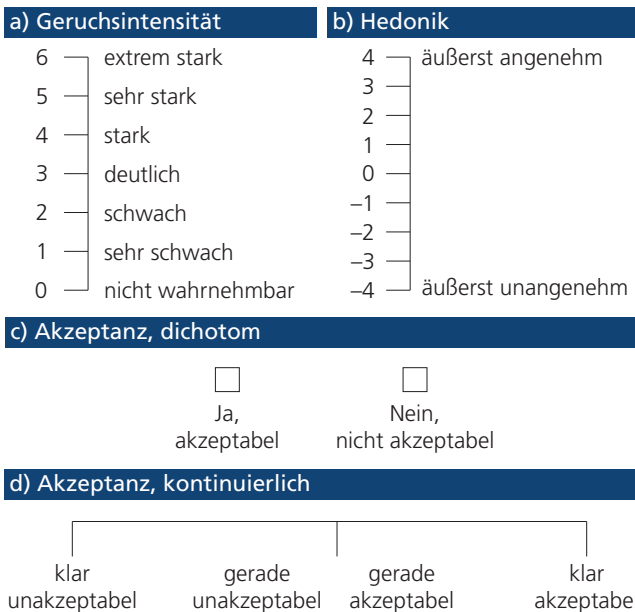 a) Geruchsintensität
6 extrem stark
5 sehr stark
4 stark
3 deutlich
2 schwach
1 sehr schwach
0 nicht wahrnehmbar
b) Hedonik
4 äußerst angenehm
3
2
1
0
–1
–2
–3
–4 äußerst unangenehm
c) Akzeptanz, dichotom
Ja,
akzeptabel
Nein,
nicht akzeptabel
d) Akzeptanz, kontinuierlich
klar
unakzeptabel
gerade
unakzeptabel
gerade
akzeptabel
klar
akzeptabe